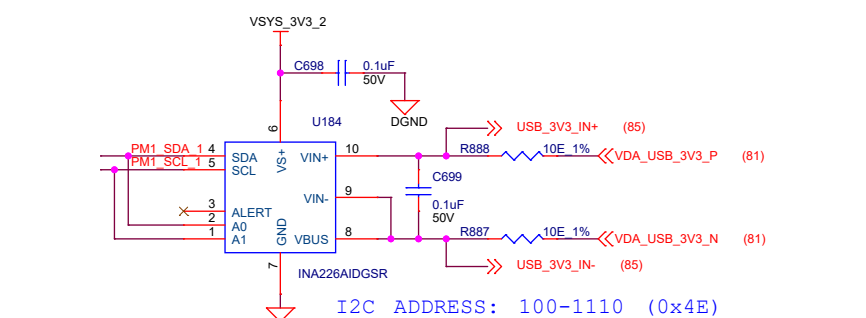 VSYS_3V3_2
C698 0.1uF
50V
DGND
U184
6
USB_3V3_IN+ (85)
PM1_SDA_1 4 SDA VS+ VIN+ 10 R888 10E_1% VDA_USB_3V3_P (81)
PM1_SCL_1 5 SCL
C699
VIN- 9
0.1uF
50V
3 ALERT
2 A0
1 A1 GND VBUS 8 R887 10E_1% VDA_USB_3V3_N (81)
7
INA226AIDGSR
USB_3V3_IN- (85)
I2C ADDRESS: 100-1110 (0x4E)